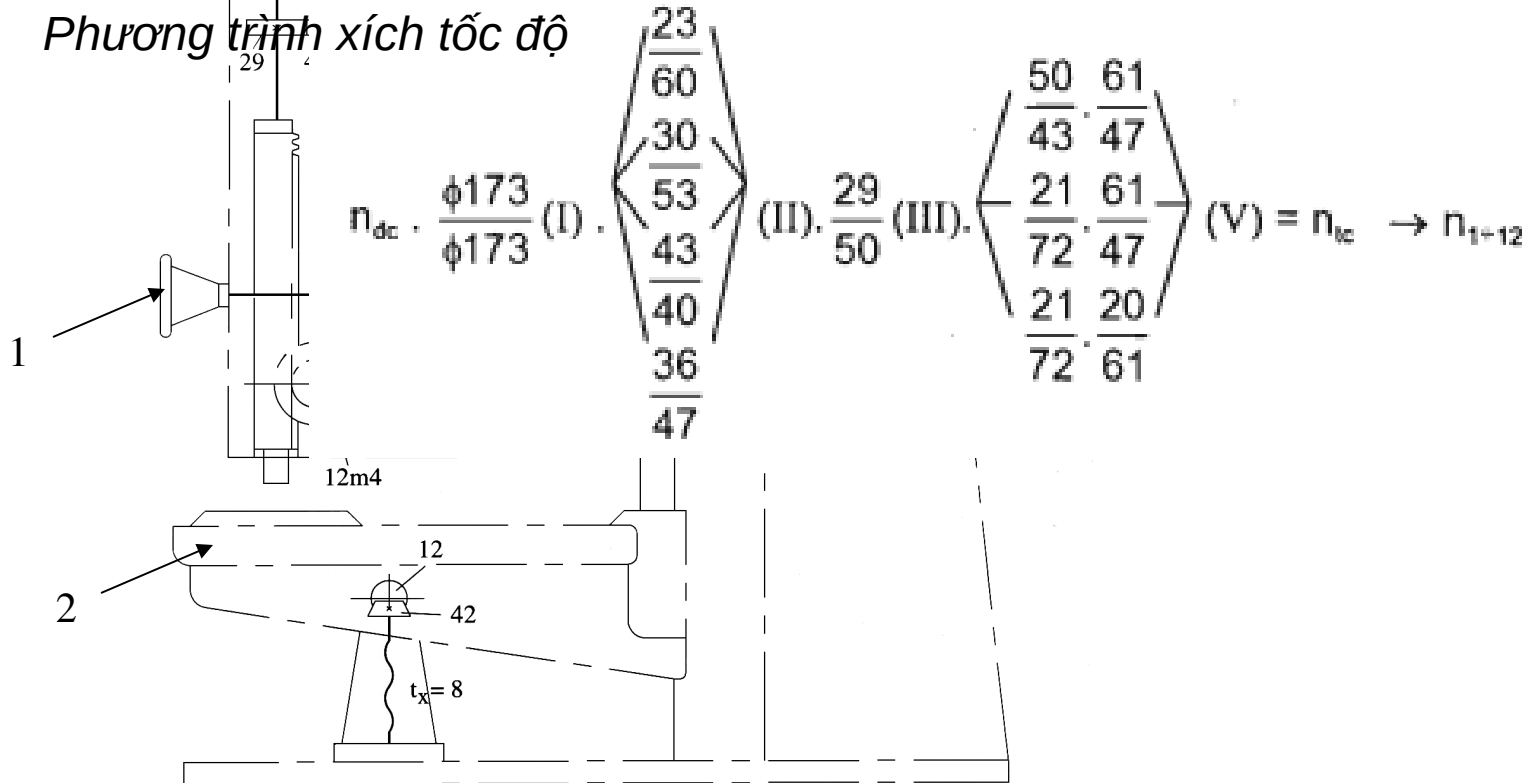 Phương trình xích tốc độ
29
n_dc . ϕ173/ϕ173 (I) . 23/60 30/53 43/40 36/47 (II). 29/50 (III). 50/43 . 61/47 21/72 . 61/47 21/72 . 20/61 (V) = n_tc → n_1÷12
1
12m4
2
12
42
t_x= 8